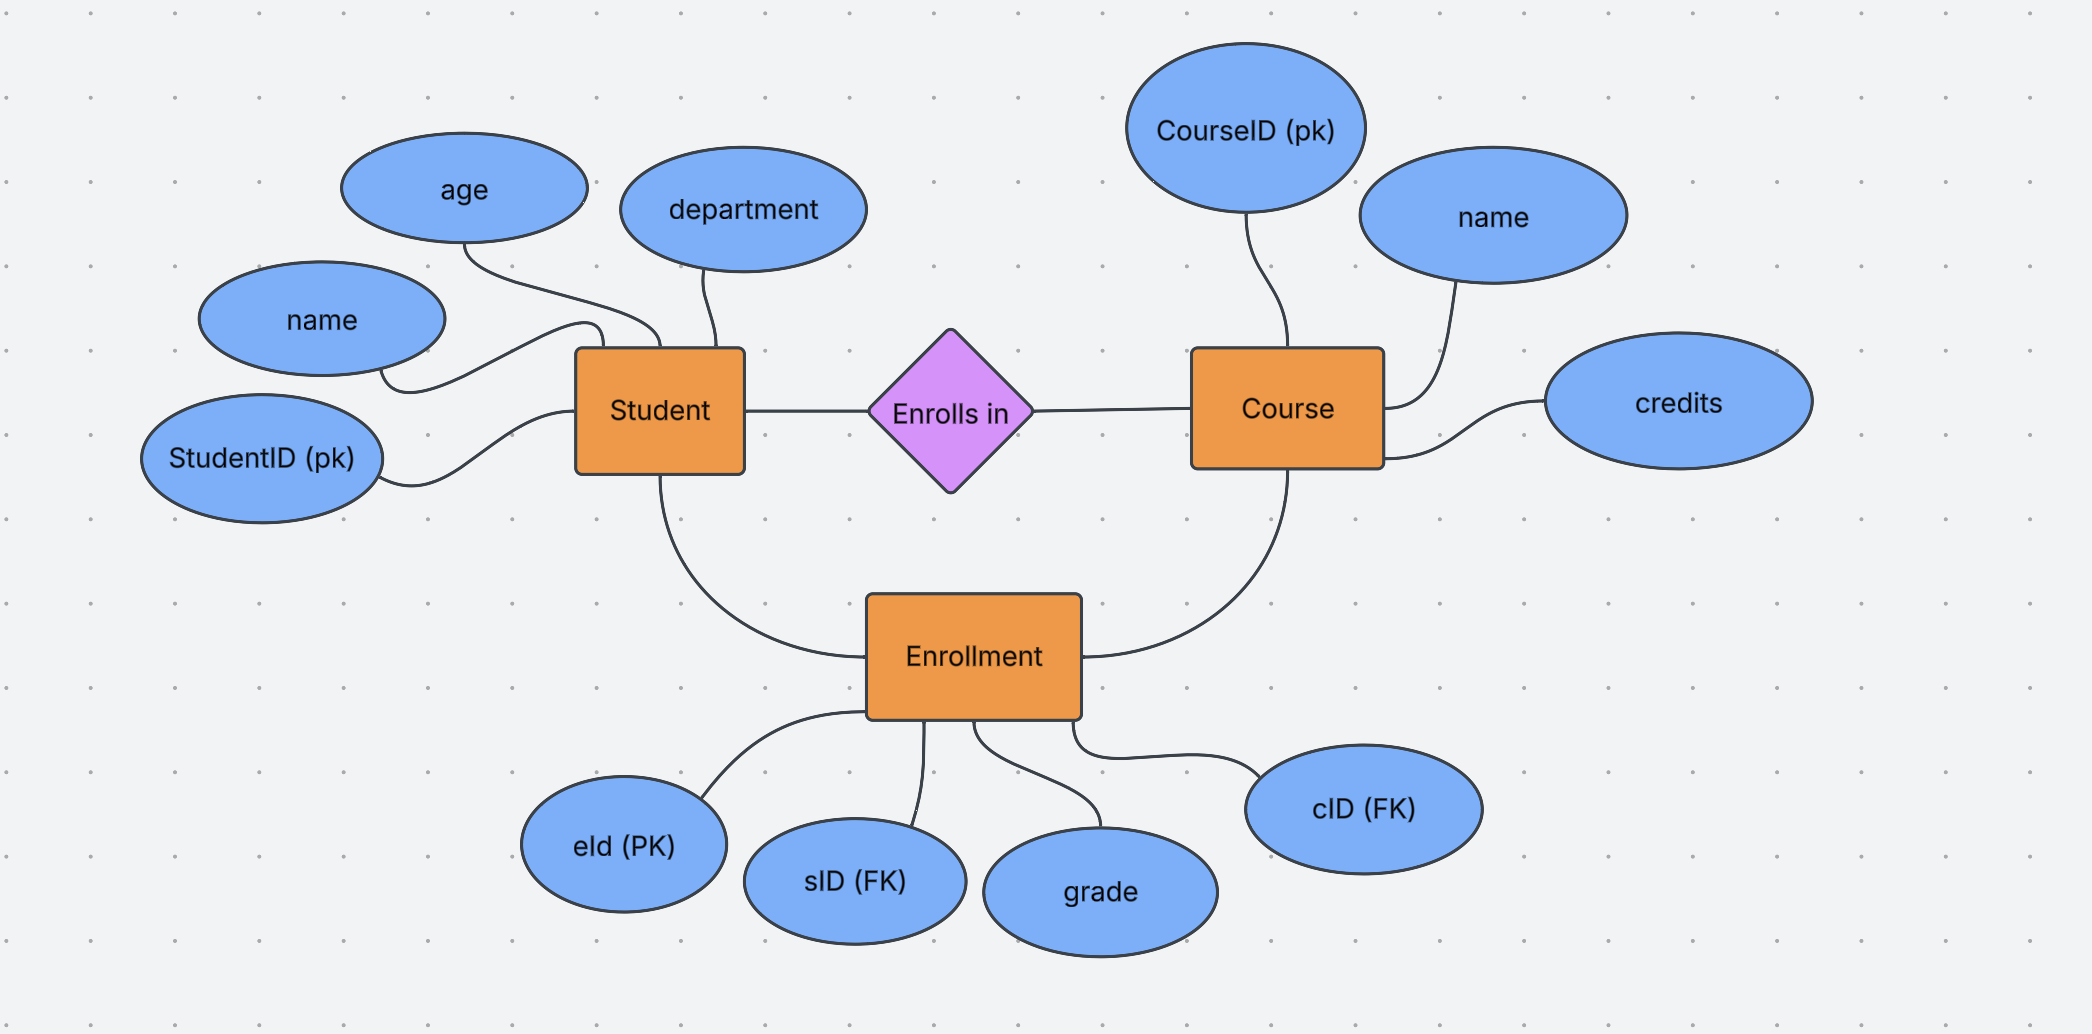 CourseID (pk)
age
department
name
name
credits
Student
Enrolls in
Course
StudentID (pk)
Enrollment
eId (PK)
sID (FK)
grade
cID (FK)